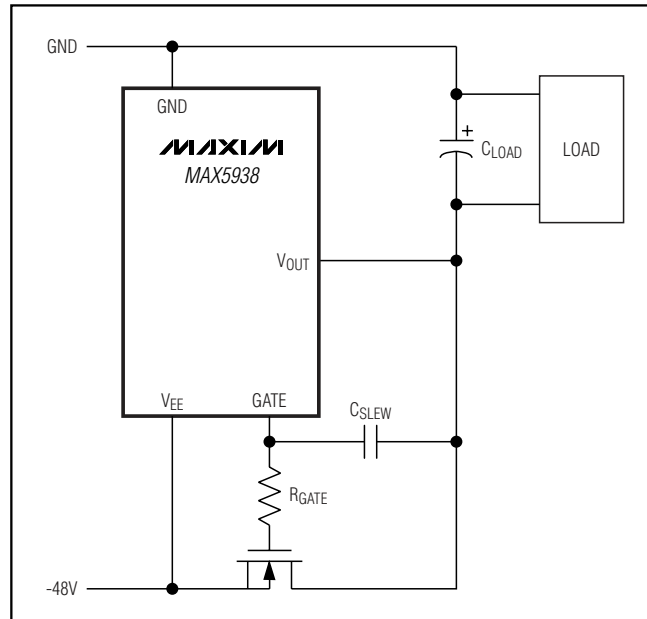 GND
GND
MAXIM
MAX5938
+
CLOAD
LOAD
VOUT
VEE
GATE
CSLEW
RGATE
-48V